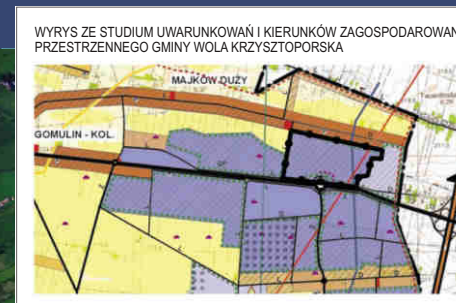 WYRYS ZE STUDIUM UWARUNKOWAŃ I KIERUNKÓW ZAGOSPODAROWAN
PRZESTRZENNEGO GMINY WOLA KRZYSZTOPORSKA
MAJKÓW DUŻY
GOMULIN - KOL.